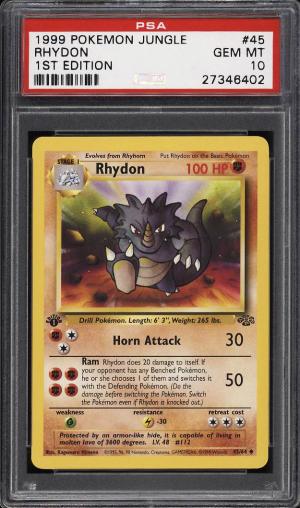 PSA
1999 POKEMON JUNGLE #45
RHYDON GEM MT
1ST EDITION 10
27346402
Evolves from Rhyhorn Put Rhydon on the Basic Pokémon
STAGE 1
Rhydon 100 HP
Drill Pokémon. Length: 6' 3", Weight: 265 lbs.
Horn Attack 30
Ram Rhydon does 20 damage to itself. If
your opponent has any Benched Pokémon,
he or she chooses 1 of them and switches it
with the Defending Pokémon. (Do the
damage before switching the Pokémon. Switch
the Pokémon even if Rhydon is knocked out.)
50
weakness resistance retreat cost
-30
Protected by an armor-like hide, it is capable of living in
molten lava of 3600 degrees. LV. 48 #112
45/64